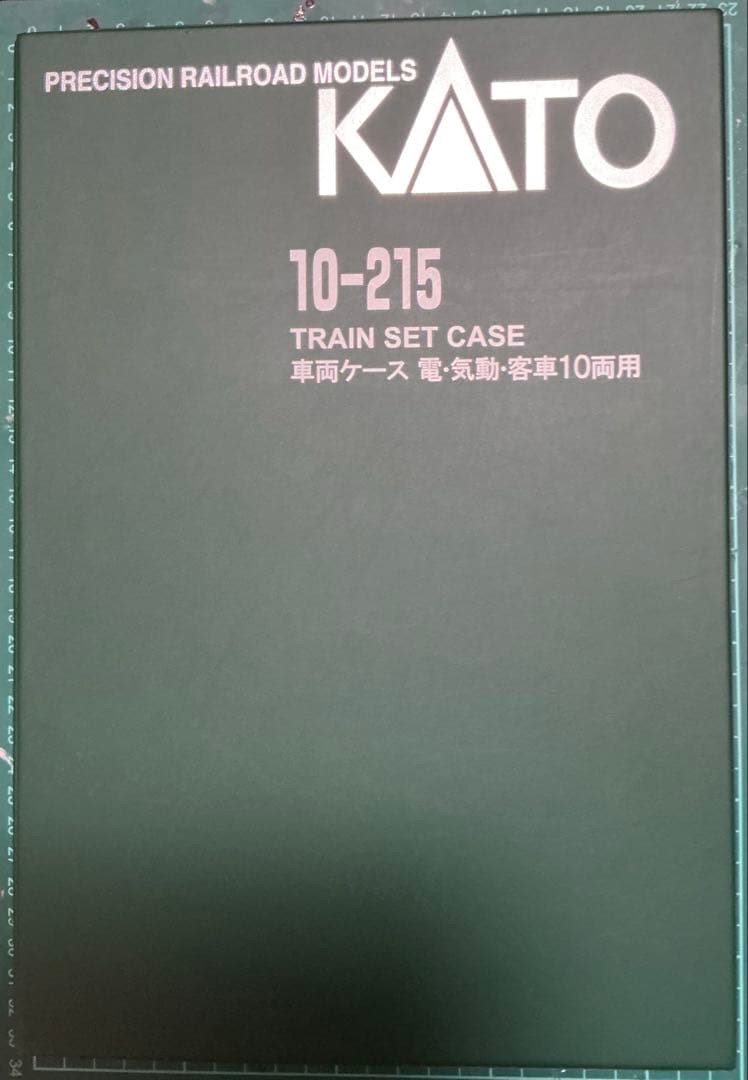 PRECISION RAILROAD MODELS
KATO
10-215
TRAIN SET CASE
車両ケース 電・気動・客車10両用